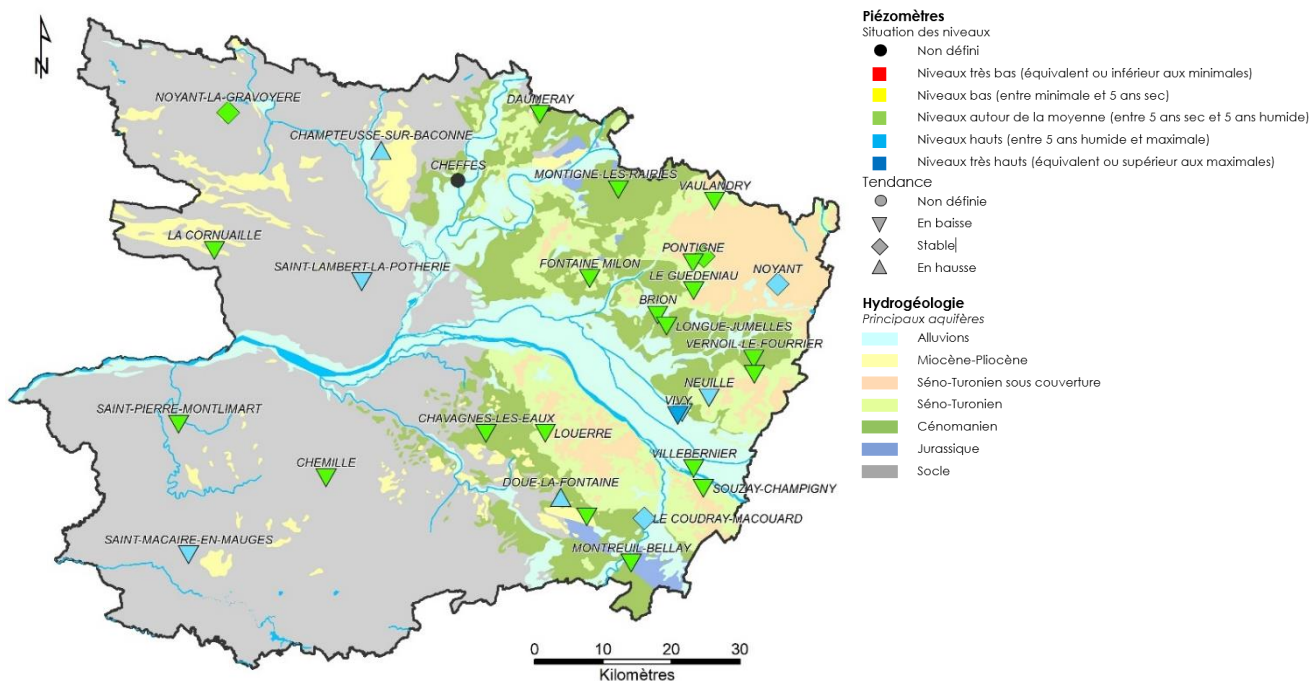 N
NOYANT-LA-GRAVOYERE
DAUMERAY
CHAMPTEUSSE-SUR-BACONNE
CHEFFES
MONTIGNE-LES-RAIRIES
VAULANDRY
LA CORNUAILLE
SAINT-LAMBERT-LA-POTHERIE
FONTAINE MILON
PONTIGNE
NOYANT
LE GUEDENIAU
BRION
LONGUE-JUMELLES
VERNOIL-LE-FOURRIER
NEUILLE
VIVY
SAINT-PIERRE-MONTLIMART
CHAVAGNES-LES-EAUX
LOUERRE
CHEMILLE
VILLEBERNIER
DOUE-LA-FONTAINE
SOUZAY-CHAMPIGNY
LE COUDRAY-MACOUARD
SAINT-MACAIRE-EN-MAUGES
MONTREUIL-BELLAY
0 10 20 30
Kilomètres
Piézomètres
Situation des niveaux
Non défini
Niveaux très bas (équivalent ou inférieur aux minimales)
Niveaux bas (entre minimale et 5 ans sec)
Niveaux autour de la moyenne (entre 5 ans sec et 5 ans humide)
Niveaux hauts (entre 5 ans humide et maximale)
Niveaux très hauts (équivalent ou supérieur aux maximales)
Tendance
Non définie
En baisse
Stable
En hausse
Hydrogéologie
Principaux aquifères
Alluvions
Miocène-Pliocène
Séno-Turonien sous couverture
Séno-Turonien
Cénomanien
Jurassique
Socle